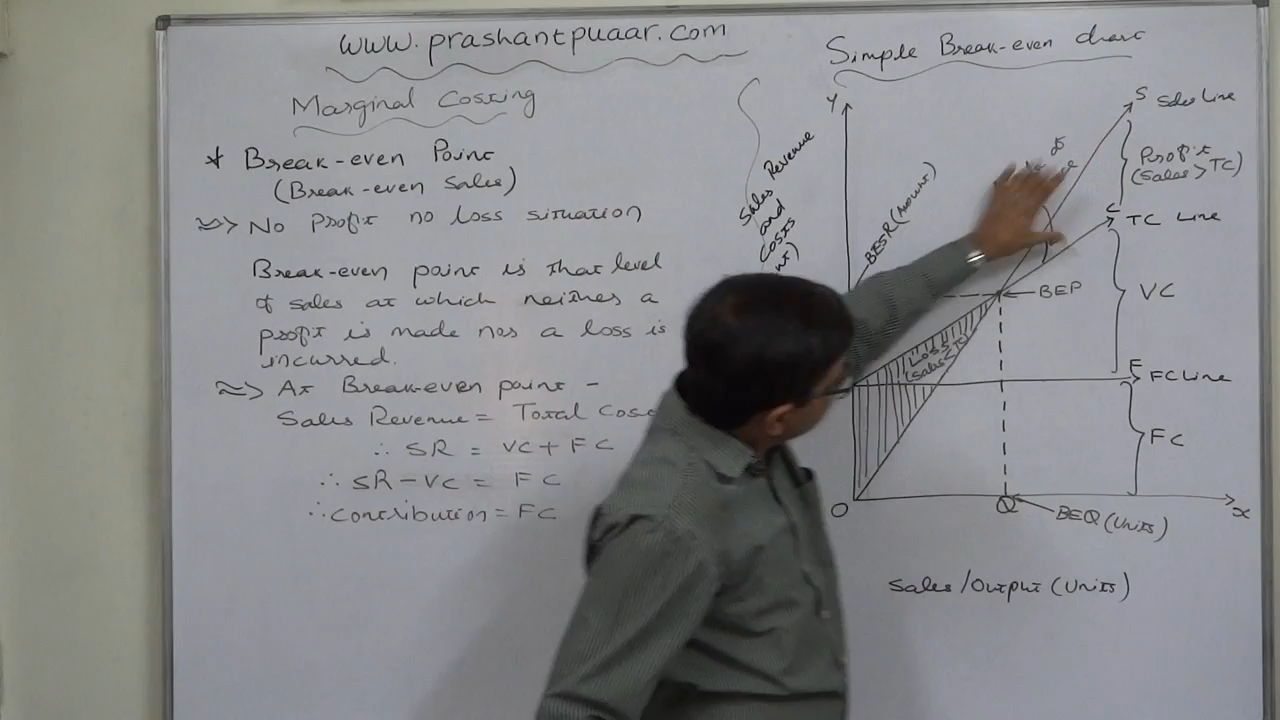 www.prashantpuaar.com
Marginal Costing
* Break-even Point
(Break-even Sales)
No profit no loss situation
Break-even point is that level
of sales at which neither a
profit is made nor a loss is
incurred.
At Break-even point -
Sales Revenue = Total Cost
∴ SR = VC + FC
∴ SR - VC = FC
∴ Contribution = FC
Simple Break-even chart
Y
Sales Revenue
and
Costs
BESR (Amount)
S Sales Line
Profit
(Sales > TC)
C TC Line
BEP
VC
Loss
(Sales < TC)
F FC Line
FC
O
Q
BEQ (Units)
X
Sales/Output (Units)